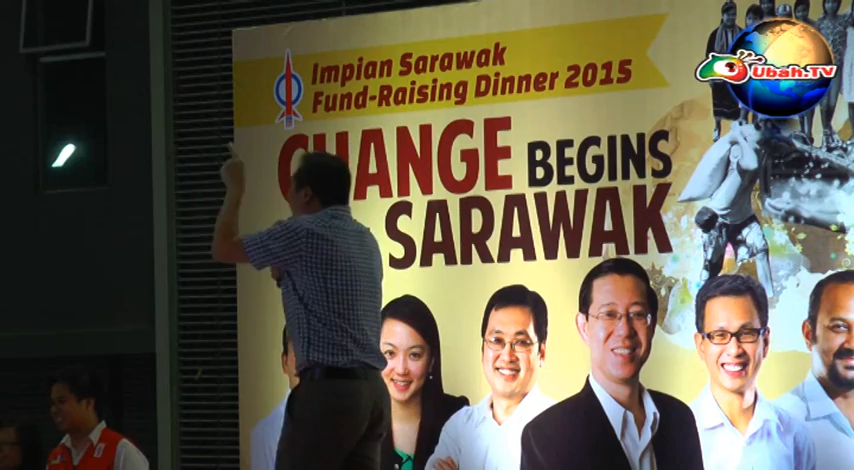 Impian Sarawak
Fund-Raising Dinner 2015
CHANGE BEGINS
SARAWAK
Ubah.TV